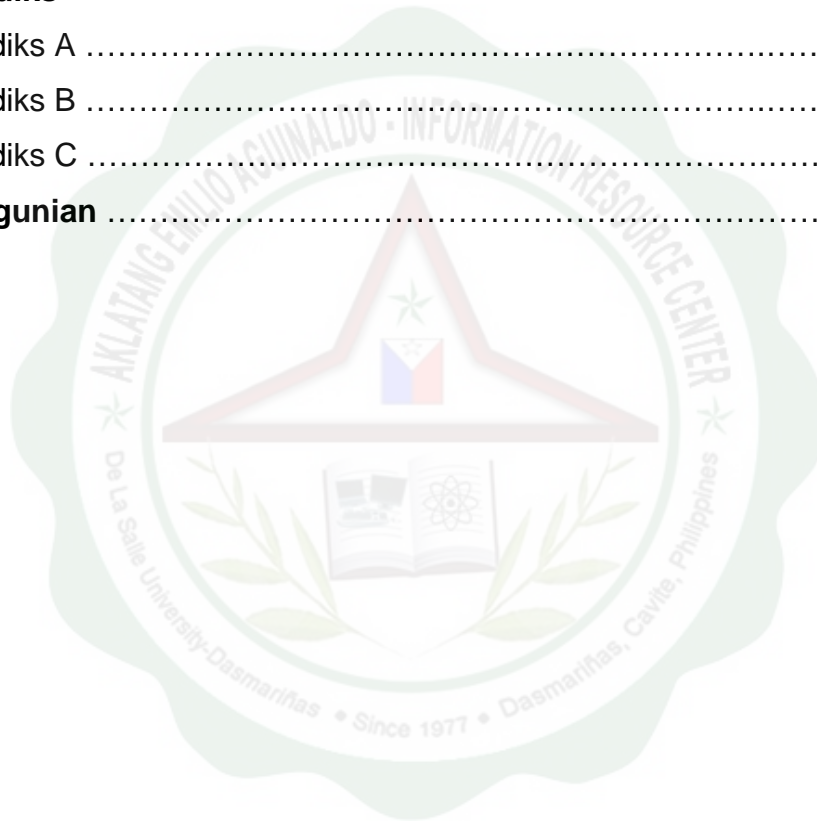 diks A ……………………………………………………………………
diks B ……………………………………………………………………
diks C ……………………………………………………………………
gunian …………………………………………………………………
AKLATANG EMILIO AGUINALDO - INFORMATION RESOURCE CENTER
De La Salle University-Dasmariñas • Since 1977 • Dasmariñas, Cavite, Philippines